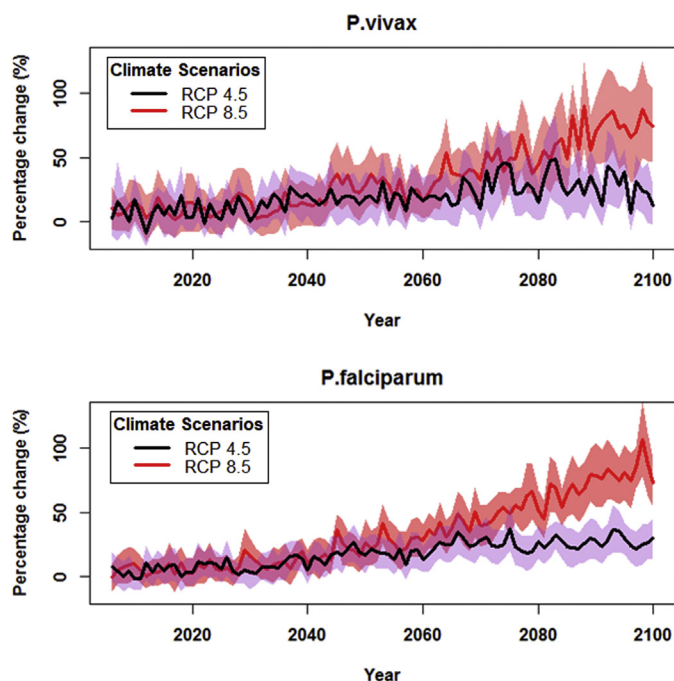 P.vivax
Percentage change (%)
100
50
0
Climate Scenarios
RCP 4.5
RCP 8.5
2020 2040 2060 2080 2100
Year
P.falciparum
Percentage change (%)
100
50
0
Climate Scenarios
RCP 4.5
RCP 8.5
2020 2040 2060 2080 2100
Year